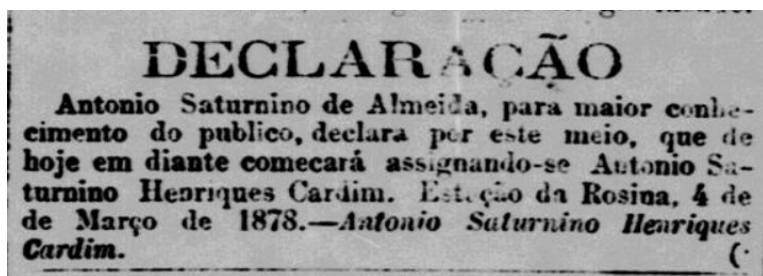 DECLARAÇÃO
Antonio Saturnino de Almeida, para maior conhe-
cimento do publico, declara por este meio, que de
hoje em diante comecará assignando-se Antonio Sa-
turnino Henriques Cardim. Estação da Rosina, 4 de
de Março de 1878.—Antonio Saturnino Henriques
Cardim. (·